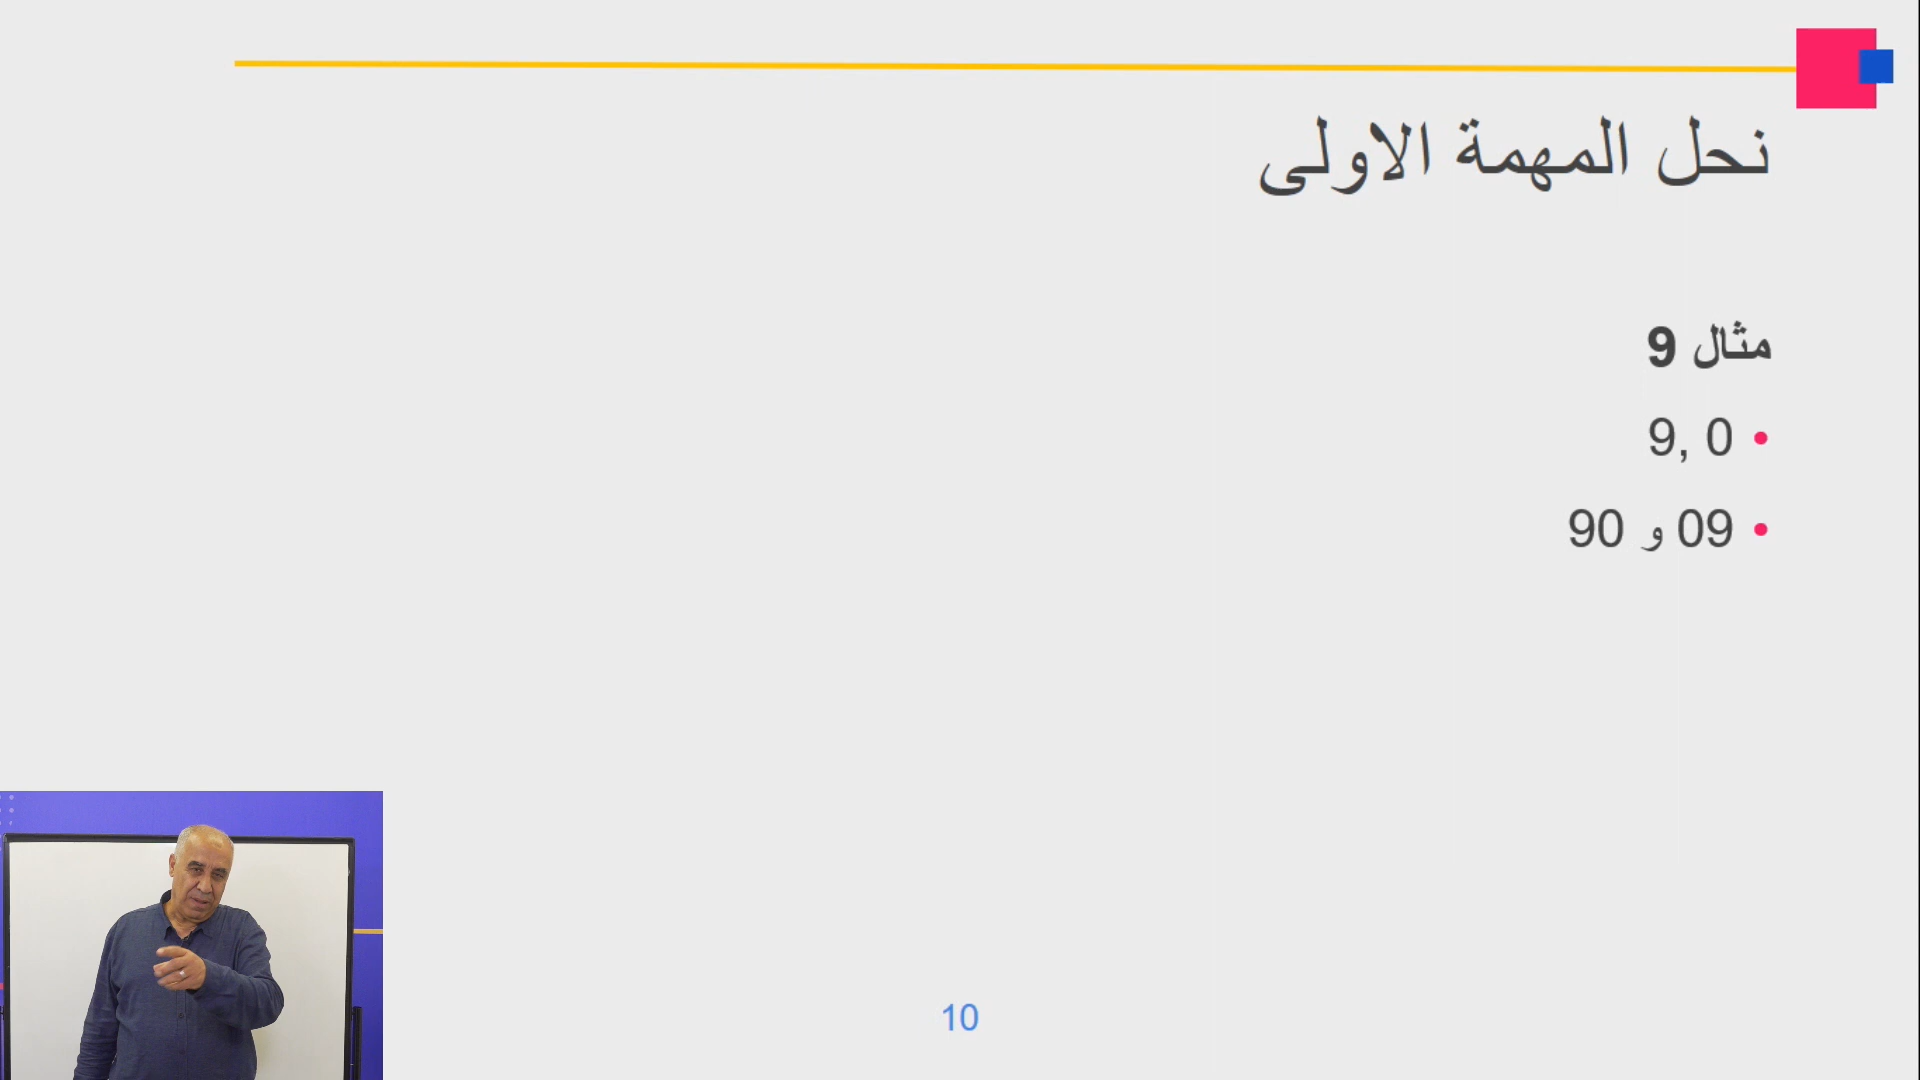 نحل المهمة الاولى
مثال 9
• 9, 0
• 09 و 90
10